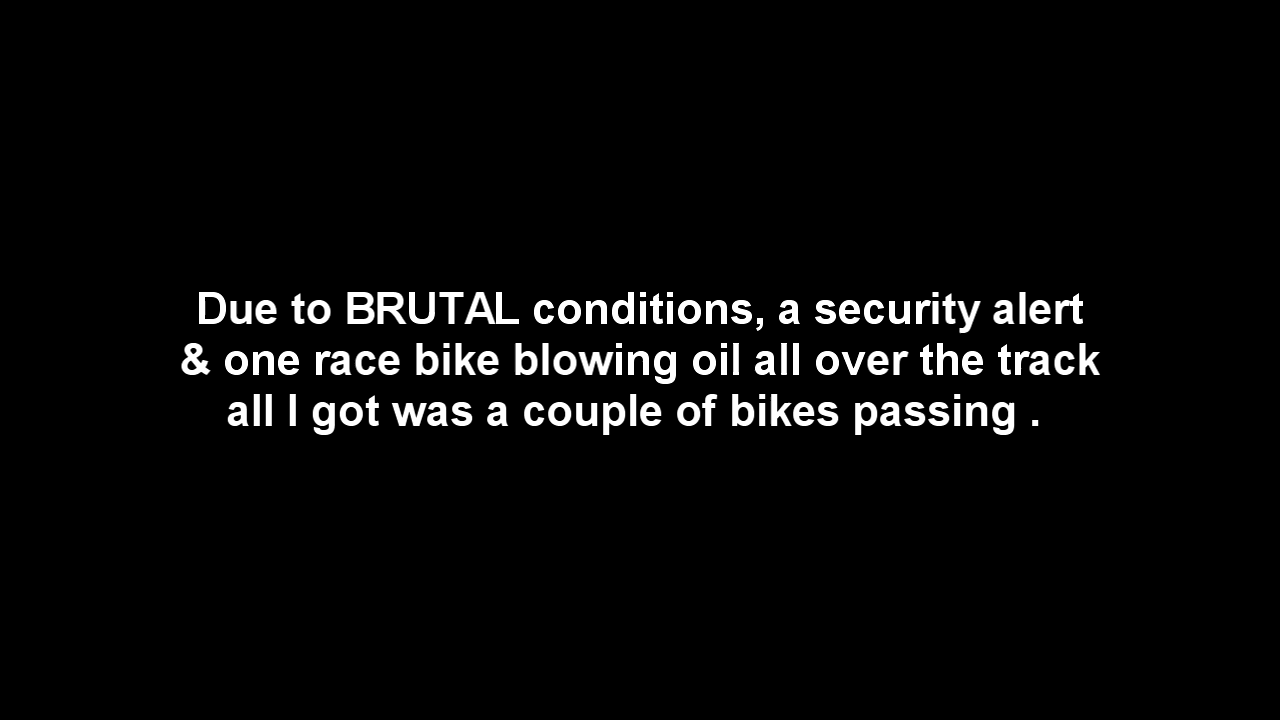 Due to BRUTAL conditions, a security alert
& one race bike blowing oil all over the track
all I got was a couple of bikes passing .